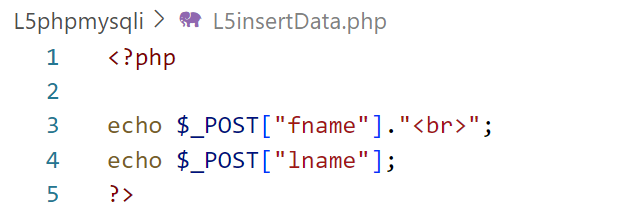 L5phpmysqli > L5insertData.php
1 <?php
2
3 echo $_POST["fname"]."<br>";
4 echo $_POST["lname"];
5 ?>